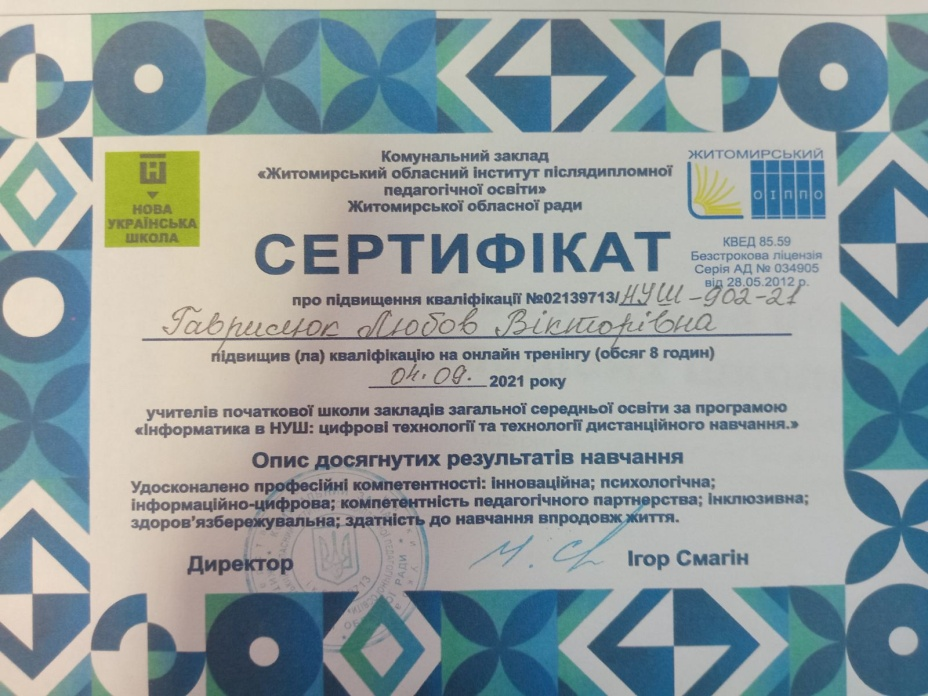 НОВА
УКРАЇНСЬКА
ШКОЛА
Комунальний заклад
«Житомирський обласний інститут післядипломної
педагогічної освіти»
Житомирської обласної ради
ЖИТОМИРСЬКИЙ
ОІППО
СЕРТИФІКАТ
КВЕД 85.59
Безстрокова ліцензія
Серія АД № 034905
від 28.05.2012 р.
про підвищення кваліфікації №02139713/НУШ-902-21
Гаврилюк Любов Вікторівна
підвищив (ла) кваліфікацію на онлайн тренінгу (обсяг 8 годин)
04.09. 2021 року
учителів початкової школи закладів загальної середньої освіти за програмою
«Інформатика в НУШ: цифрові технології та технології дистанційного навчання.»
Опис досягнутих результатів навчання
Удосконалено професійні компетентності: інноваційна; психологічна;
інформаційно-цифрова; компетентність педагогічного партнерства; інклюзивна;
здоров'язбережувальна; здатність до навчання впродовж життя.
Директор Ігор Смагін